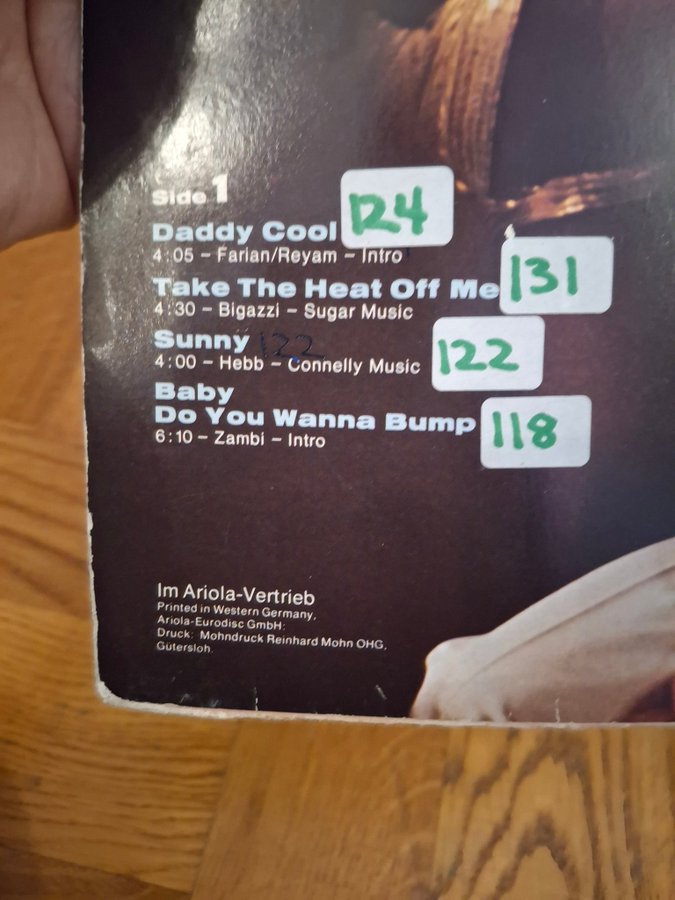 Side 1
Daddy Cool 124
4:05 – Farian/Reyam – Intro
Take The Heat Off Me 131
4:30 – Bigazzi – Sugar Music
Sunny 122
4:00 – Hebb – Connelly Music 122
Baby
Do You Wanna Bump 118
6:10 – Zambi – Intro
Im Ariola-Vertrieb
Printed in Western Germany,
Ariola-Eurodisc GmbH:
Druck: Mohndruck Reinhard Mohn OHG,
Gütersloh.